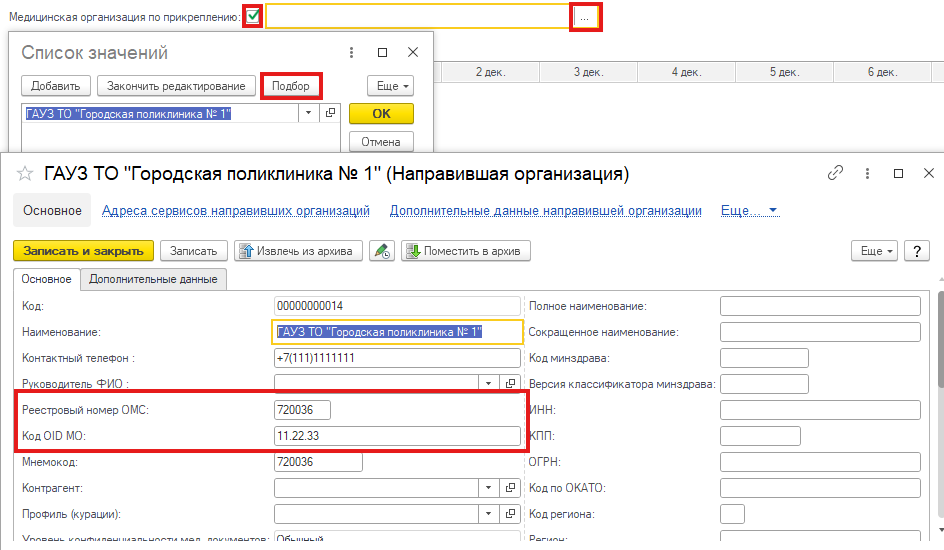 Медицинская организация по прикреплению: ...
Список значений
Добавить Закончить редактирование Подбор Еще
ГАУЗ ТО "Городская поликлиника № 1" ОК
Отмена
2 дек. 3 дек. 4 дек. 5 дек. 6 дек.
ГАУЗ ТО "Городская поликлиника № 1" (Направившая организация)
Основное Адреса сервисов направивших организаций Дополнительные данные направившей организации Еще...
Записать и закрыть Записать Извлечь из архива Поместить в архив Еще ?
Основное Дополнительные данные
Код: 00000000014 Полное наименование:
Наименование: ГАУЗ ТО "Городская поликлиника № 1" Сокращенное наименование:
Контактный телефон : +7(111)1111111 Код минздрава:
Руководитель ФИО : Версия классификатора минздрава:
Реестровый номер ОМС: 720036 ИНН:
Код OID МО: 11.22.33 КПП:
Мнемокод: 720036 ОГРН:
Контрагент: Код по ОКАТО:
Профиль (курации): Код региона:
Уровень конфиденциальности мед. документов: Обычный Регион: